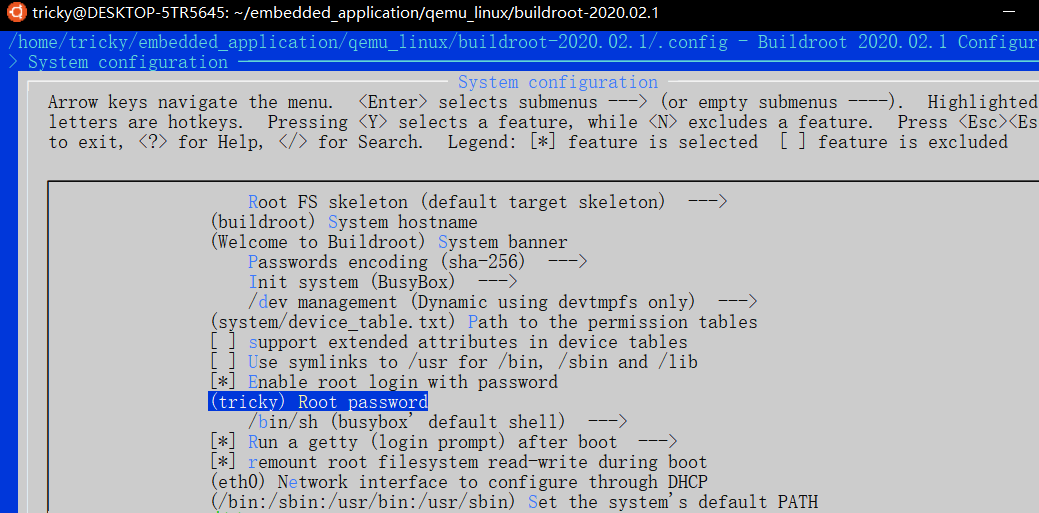 tricky@DESKTOP-5TR5645: ~/embedded_application/qemu_linux/buildroot-2020.02.1
/home/tricky/embedded_application/qemu_linux/buildroot-2020.02.1/.config - Buildroot 2020.02.1 Configur
> System configuration
System configuration
Arrow keys navigate the menu.  <Enter> selects submenus ---> (or empty submenus ----).  Highlighted
letters are hotkeys.  Pressing <Y> selects a feature, while <N> excludes a feature.  Press <Esc><Es
to exit, <?> for Help, </> for Search.  Legend: [*] feature is selected  [ ] feature is excluded
Root FS skeleton (default target skeleton)  --->
(buildroot) System hostname
(Welcome to Buildroot) System banner
Passwords encoding (sha-256)  --->
Init system (BusyBox)  --->
/dev management (Dynamic using devtmpfs only)  --->
(system/device_table.txt) Path to the permission tables
[ ] support extended attributes in device tables
[ ] Use symlinks to /usr for /bin, /sbin and /lib
[*] Enable root login with password
(tricky) Root password
/bin/sh (busybox' default shell)  --->
[*] Run a getty (login prompt) after boot  --->
[*] remount root filesystem read-write during boot
(eth0) Network interface to configure through DHCP
(/bin:/sbin:/usr/bin:/usr/sbin) Set the system's default PATH